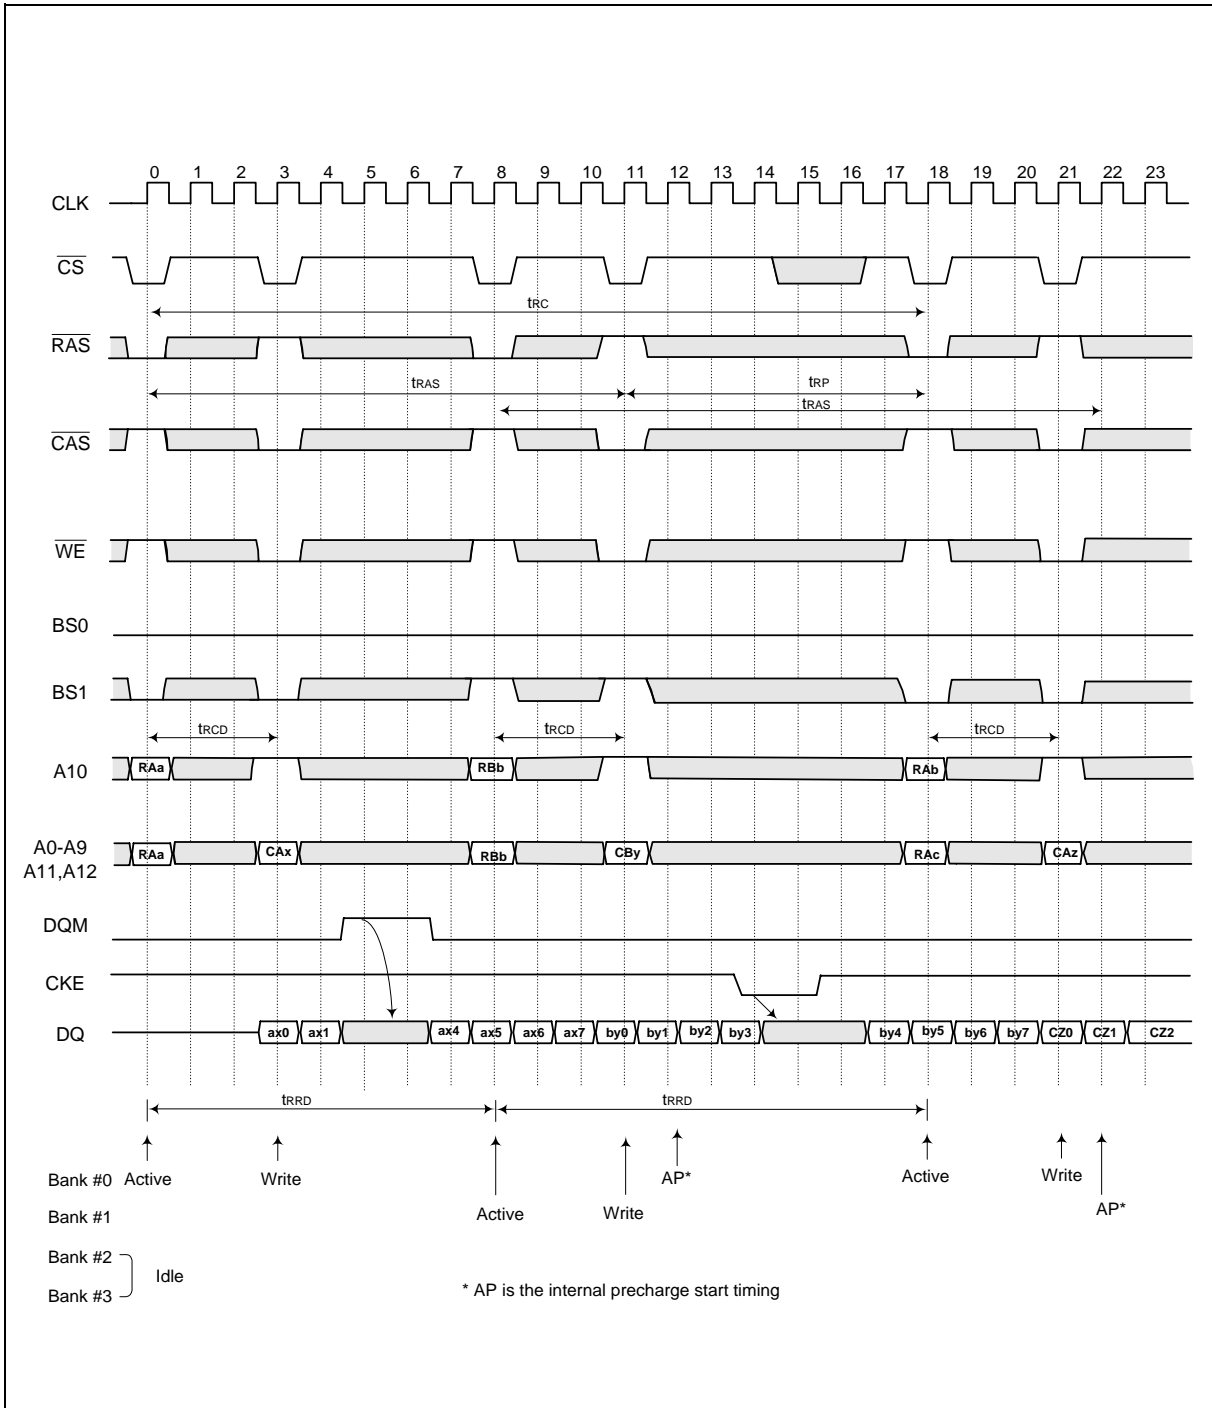 0 1 2 3 4 5 6 7 8 9 10 11 12 13 14 15 16 17 18 19 20 21 22 23
CLK
CS
tRC
RAS
tRAS tRP
tRAS
CAS
WE
BS0
BS1
tRCD tRCD tRCD
A10 RAa RBb RAb
A0-A9
A11,A12
RAa CAx RBb CBy RAc CAz
DQM
CKE
DQ ax0 ax1 ax4 ax5 ax6 ax7 by0 by1 by2 by3 by4 by5 by6 by7 CZ0 CZ1 CZ2
tRRD tRRD
Bank #0 Active Write AP* Active Write
Bank #1 Active Write AP*
Bank #2
Idle
Bank #3
* AP is the internal precharge start timing